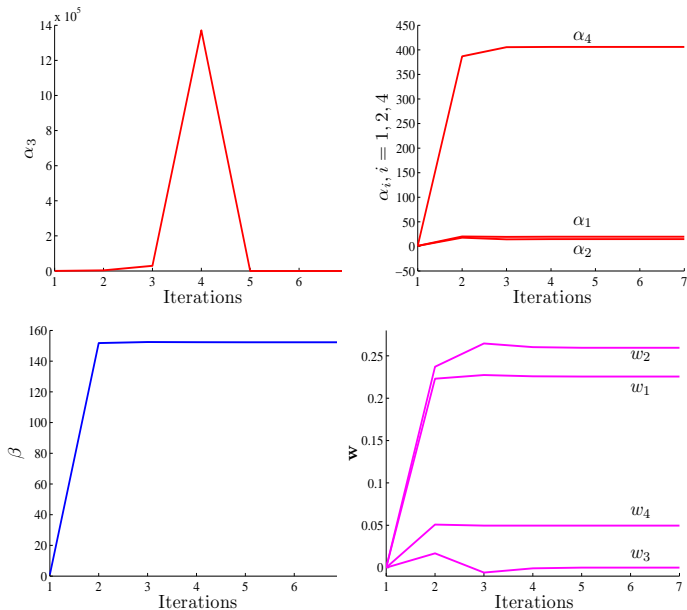 x 10⁵
14
12
10
8
6
4
2
0
α₃
1 2 3 4 5 6
Iterations
450
400
350
300
250
200
150
100
50
0
–50
αᵢ, i = 1, 2, 4
α₄
α₁
α₂
1 2 3 4 5 6 7
Iterations
160
140
120
100
80
60
40
20
0
β
1 2 3 4 5 6
Iterations
0.25
0.2
0.15
0.1
0.05
0
w
w₂
w₁
w₄
w₃
1 2 3 4 5 6 7
Iterations